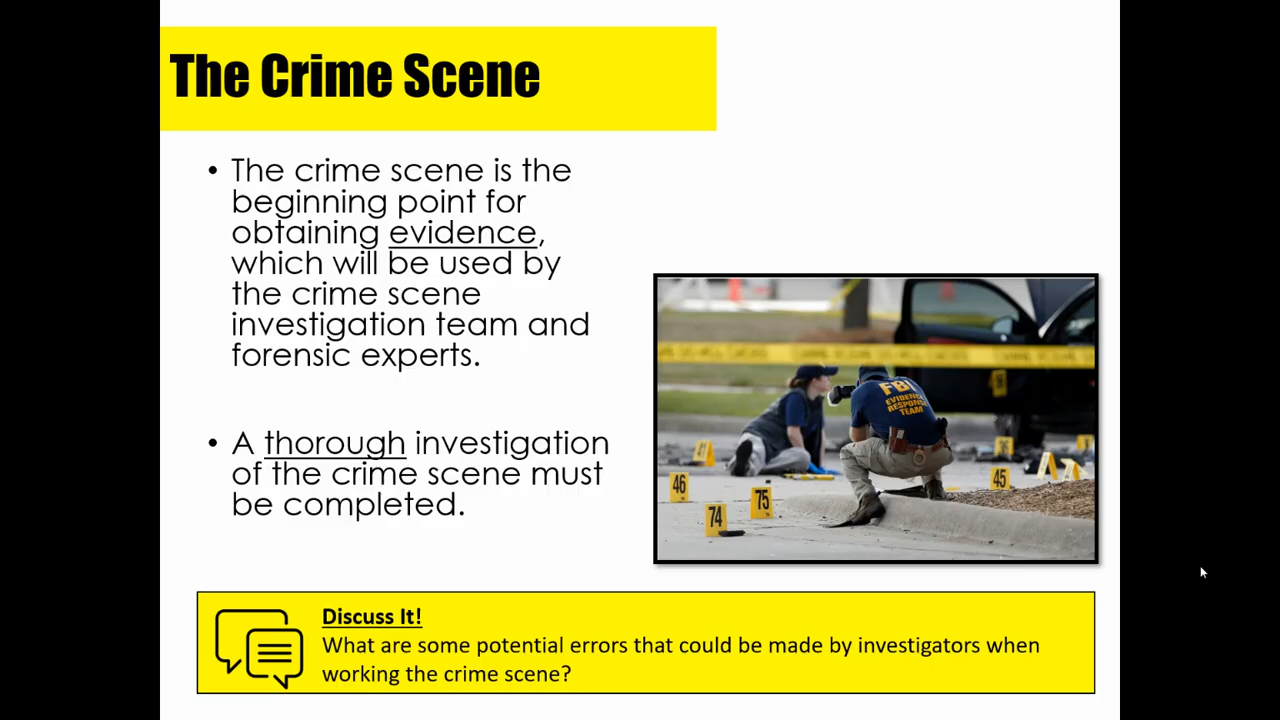 The Crime Scene
• The crime scene is the
beginning point for
obtaining evidence,
which will be used by
the crime scene
investigation team and
forensic experts.
• A thorough investigation
of the crime scene must
be completed.
FBI
EVIDENCE
RESPONSE
TEAM
46
75
74
45
Discuss It!
What are some potential errors that could be made by investigators when
working the crime scene?